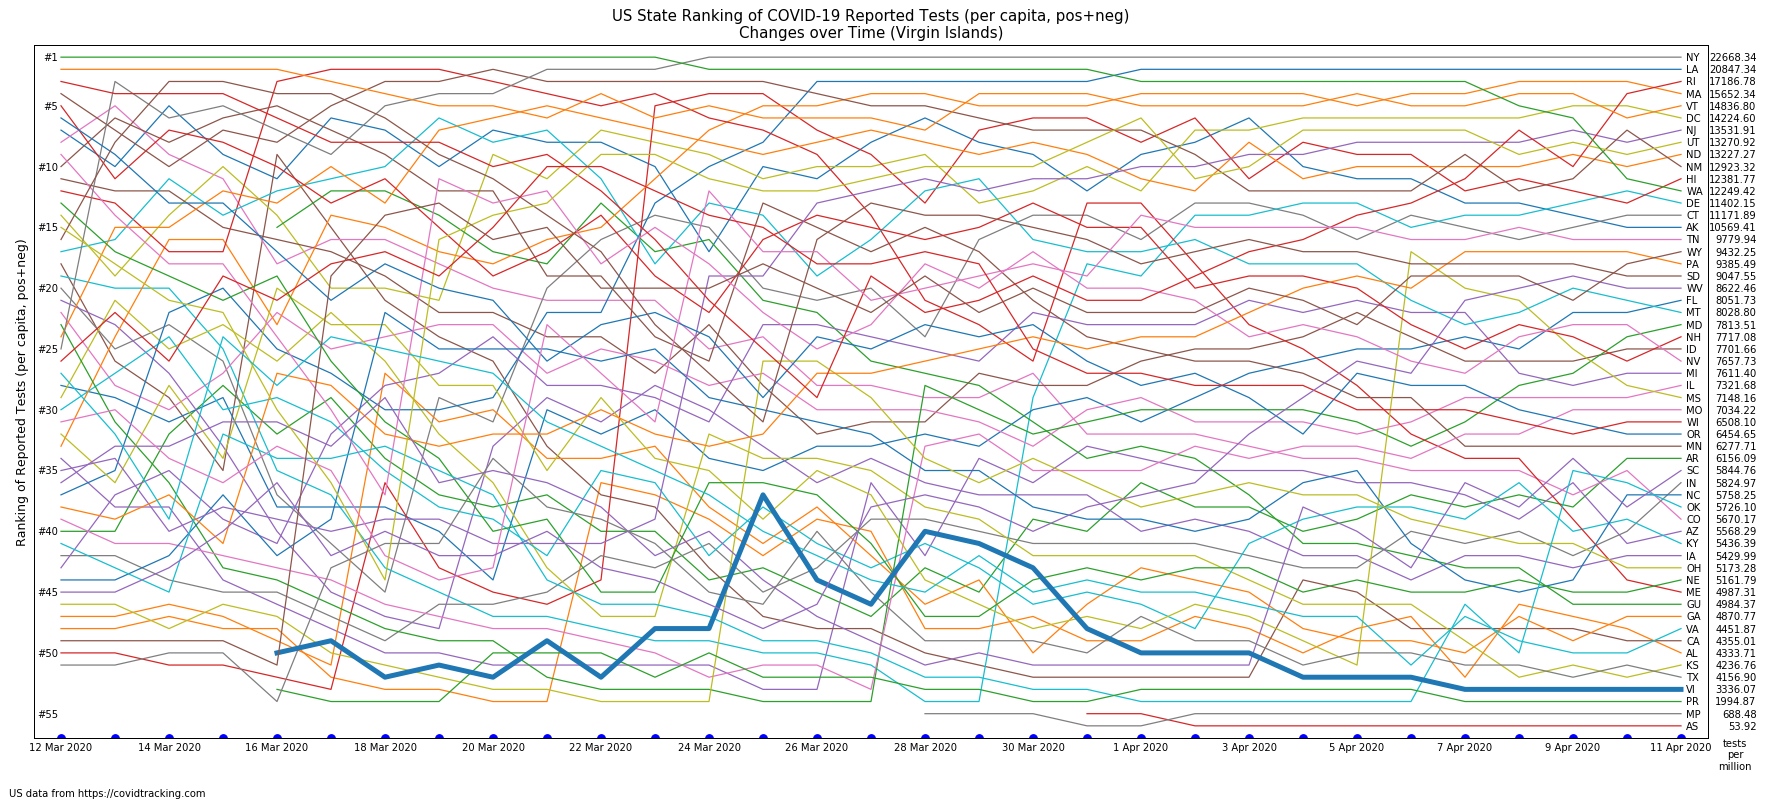 US State Ranking of COVID-19 Reported Tests (per capita, pos+neg)
Changes over Time (Virgin Islands)
Ranking of Reported Tests (per capita, pos+neg)
#1
#5
#10
#15
#20
#25
#30
#35
#40
#45
#50
#55
NY 22668.34
LA 20847.34
RI 17186.78
MA 15652.34
VT 14836.80
DC 14224.60
NJ 13531.91
UT 13270.92
ND 13227.27
NM 12923.32
HI 12381.77
WA 12249.42
DE 11402.15
CT 11171.89
AK 10569.41
TN 9779.94
WY 9432.25
PA 9385.49
SD 9047.55
WV 8622.46
FL 8051.73
MT 8028.80
MD 7813.51
NH 7717.08
ID 7701.66
NV 7657.73
MI 7611.40
IL 7321.68
MS 7148.16
MO 7034.22
WI 6508.10
OR 6454.65
MN 6277.71
AR 6156.09
SC 5844.76
IN 5824.97
NC 5758.25
OK 5726.10
CO 5670.17
AZ 5568.29
KY 5436.39
IA 5429.99
OH 5173.28
NE 5161.79
ME 4987.31
GU 4984.37
GA 4870.77
VA 4451.87
CA 4355.01
AL 4333.71
KS 4236.76
TX 4156.90
VI 3336.07
PR 1994.87
MP 688.48
AS 53.92
12 Mar 2020 14 Mar 2020 16 Mar 2020 18 Mar 2020 20 Mar 2020 22 Mar 2020 24 Mar 2020 26 Mar 2020 28 Mar 2020 30 Mar 2020 1 Apr 2020 3 Apr 2020 5 Apr 2020 7 Apr 2020 9 Apr 2020 11 Apr 2020
tests
per
million
US data from https://covidtracking.com